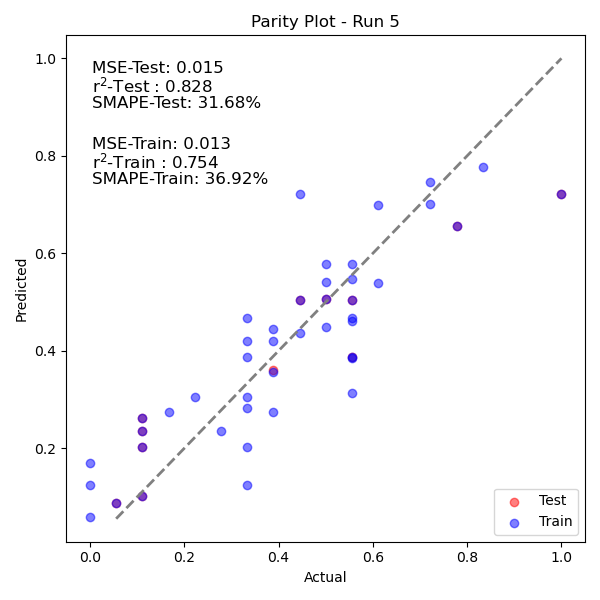 Parity Plot - Run 5
MSE-Test: 0.015
r²-Test : 0.828
SMAPE-Test: 31.68%
MSE-Train: 0.013
r²-Train : 0.754
SMAPE-Train: 36.92%
1.0
0.8
0.6
0.4
0.2
Predicted
Test
Train
0.0 0.2 0.4 0.6 0.8 1.0
Actual